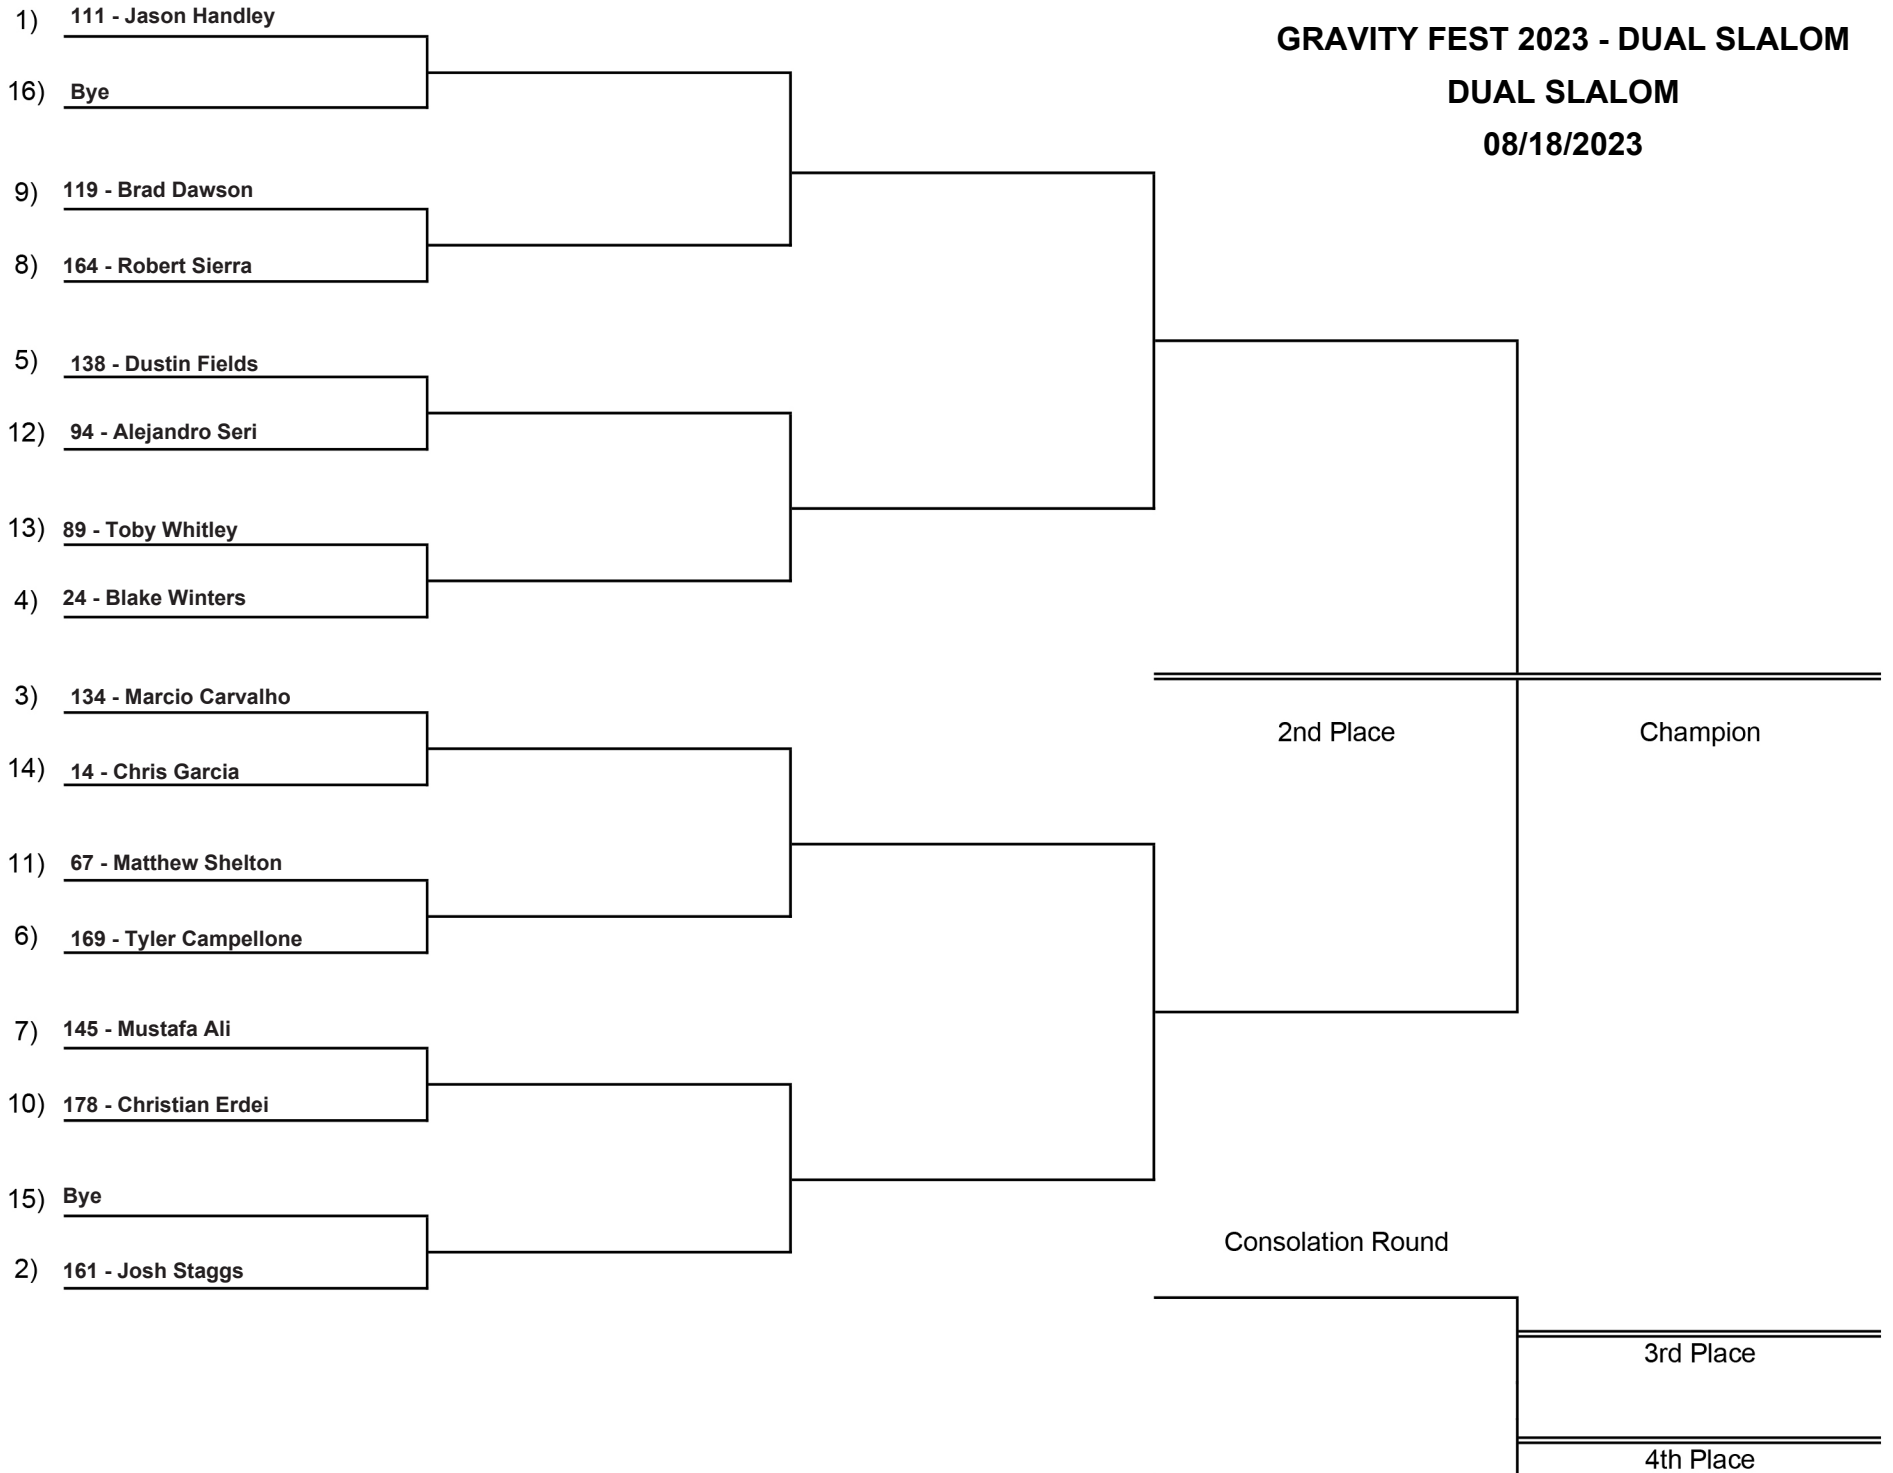 GRAVITY FEST 2023 - DUAL SLALOM
DUAL SLALOM
08/18/2023
1) 111 - Jason Handley
16) Bye
9) 119 - Brad Dawson
8) 164 - Robert Sierra
5) 138 - Dustin Fields
12) 94 - Alejandro Seri
13) 89 - Toby Whitley
4) 24 - Blake Winters
3) 134 - Marcio Carvalho
14) 14 - Chris Garcia
11) 67 - Matthew Shelton
6) 169 - Tyler Campellone
7) 145 - Mustafa Ali
10) 178 - Christian Erdei
15) Bye
2) 161 - Josh Staggs
2nd Place
Champion
Consolation Round
3rd Place
4th Place